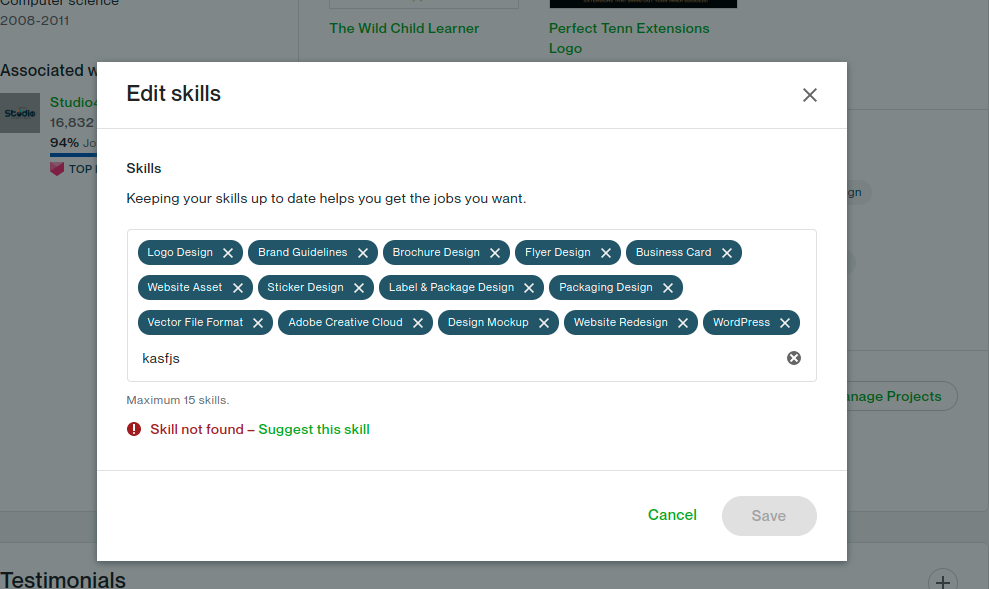 Computer science
2008-2011
The Wild Child Learner
Perfect Tenn Extensions
Logo
Associated w
Studio
Studio
16,832
94% Jo
TOP
Edit skills
Skills
Keeping your skills up to date helps you get the jobs you want.
Logo Design
Brand Guidelines
Brochure Design
Flyer Design
Business Card
Website Asset
Sticker Design
Label & Package Design
Packaging Design
Vector File Format
Adobe Creative Cloud
Design Mockup
Website Redesign
WordPress
kasfjs
Maximum 15 skills.
Skill not found – Suggest this skill
Cancel
Save
gn
anage Projects
Testimonials